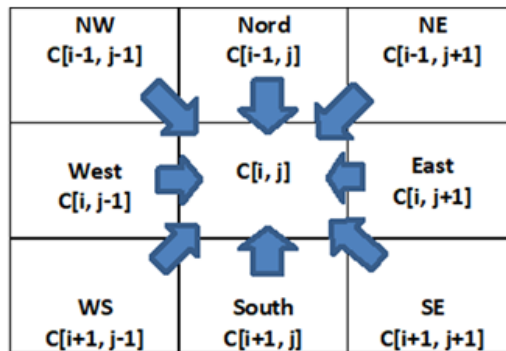 NW
C[i-1, j-1]
Nord
C[i-1, j]
NE
C[i-1, j+1]
West
C[i, j-1]
C[i, j]
East
C[i, j+1]
WS
C[i+1, j-1]
South
C[i+1, j]
SE
C[i+1, j+1]